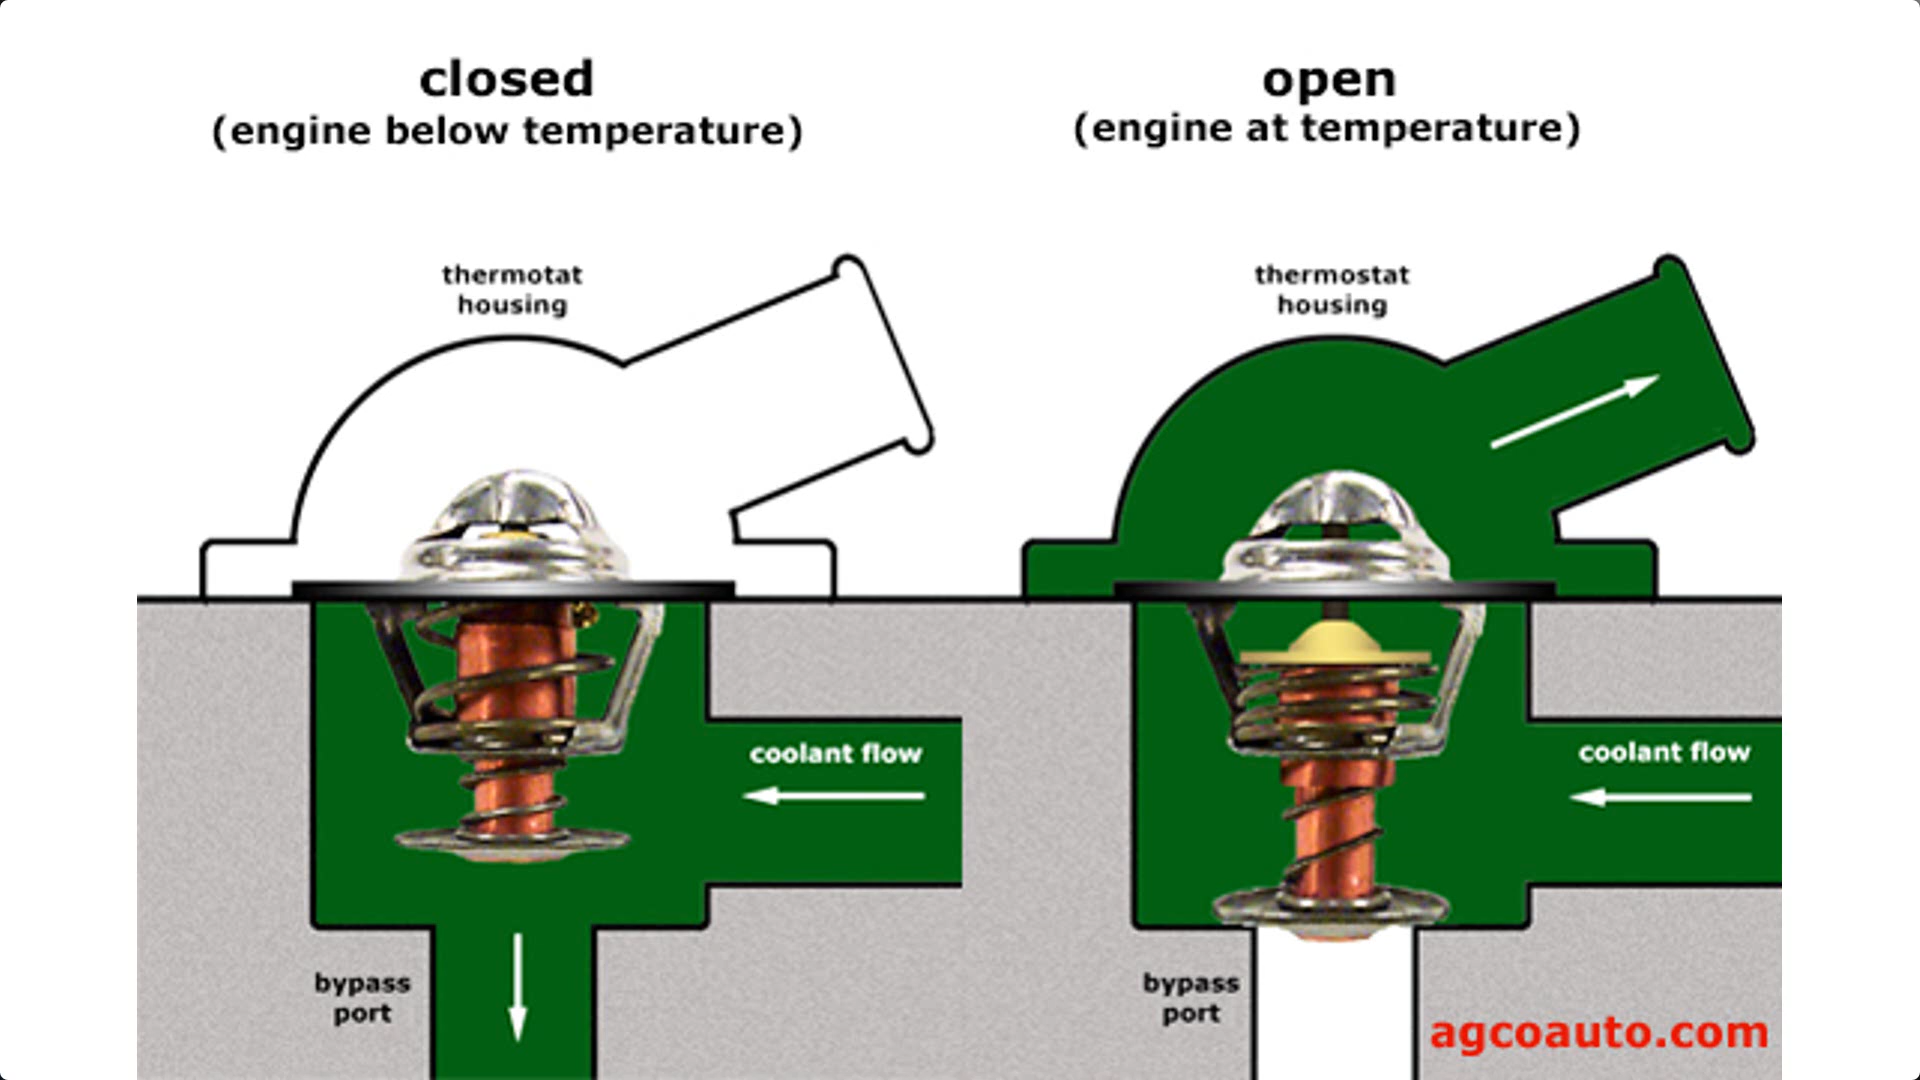 closed
(engine below temperature)
thermotat
housing
coolant flow
bypass
port
open
(engine at temperature)
thermostat
housing
coolant flow
bypass
port
agcoauto.com